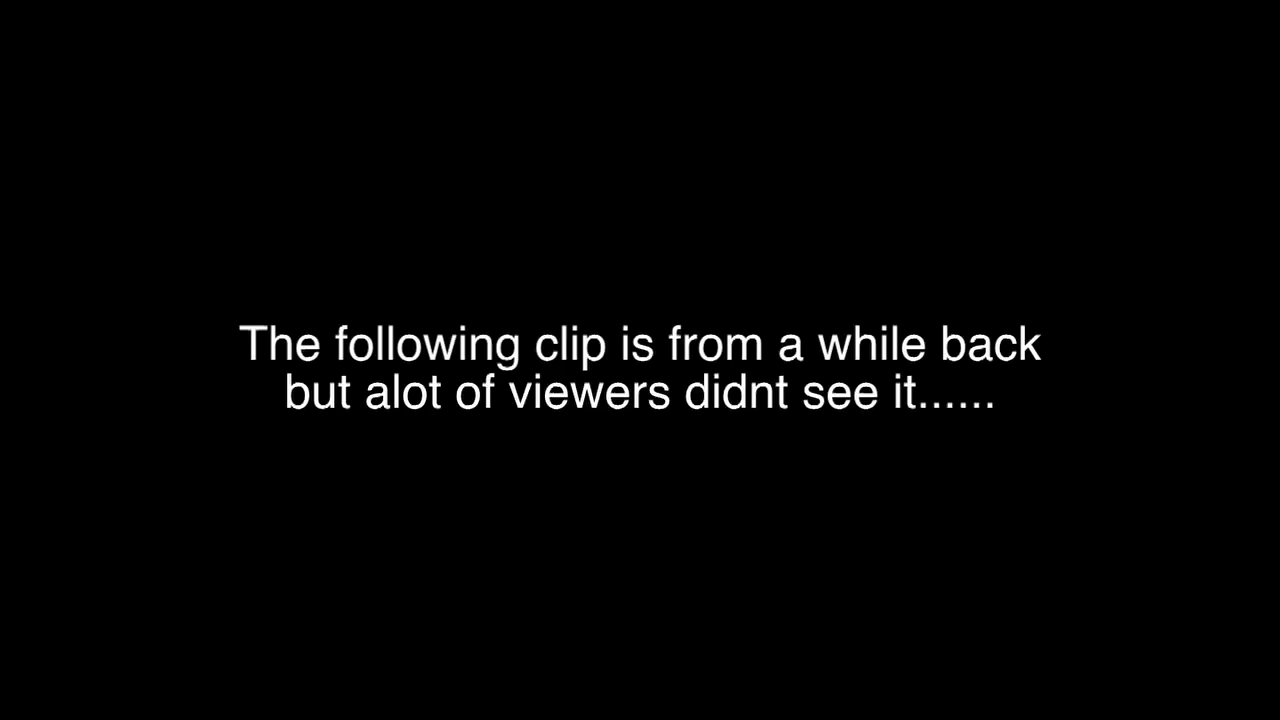 The following clip is from a while back
but alot of viewers didnt see it......